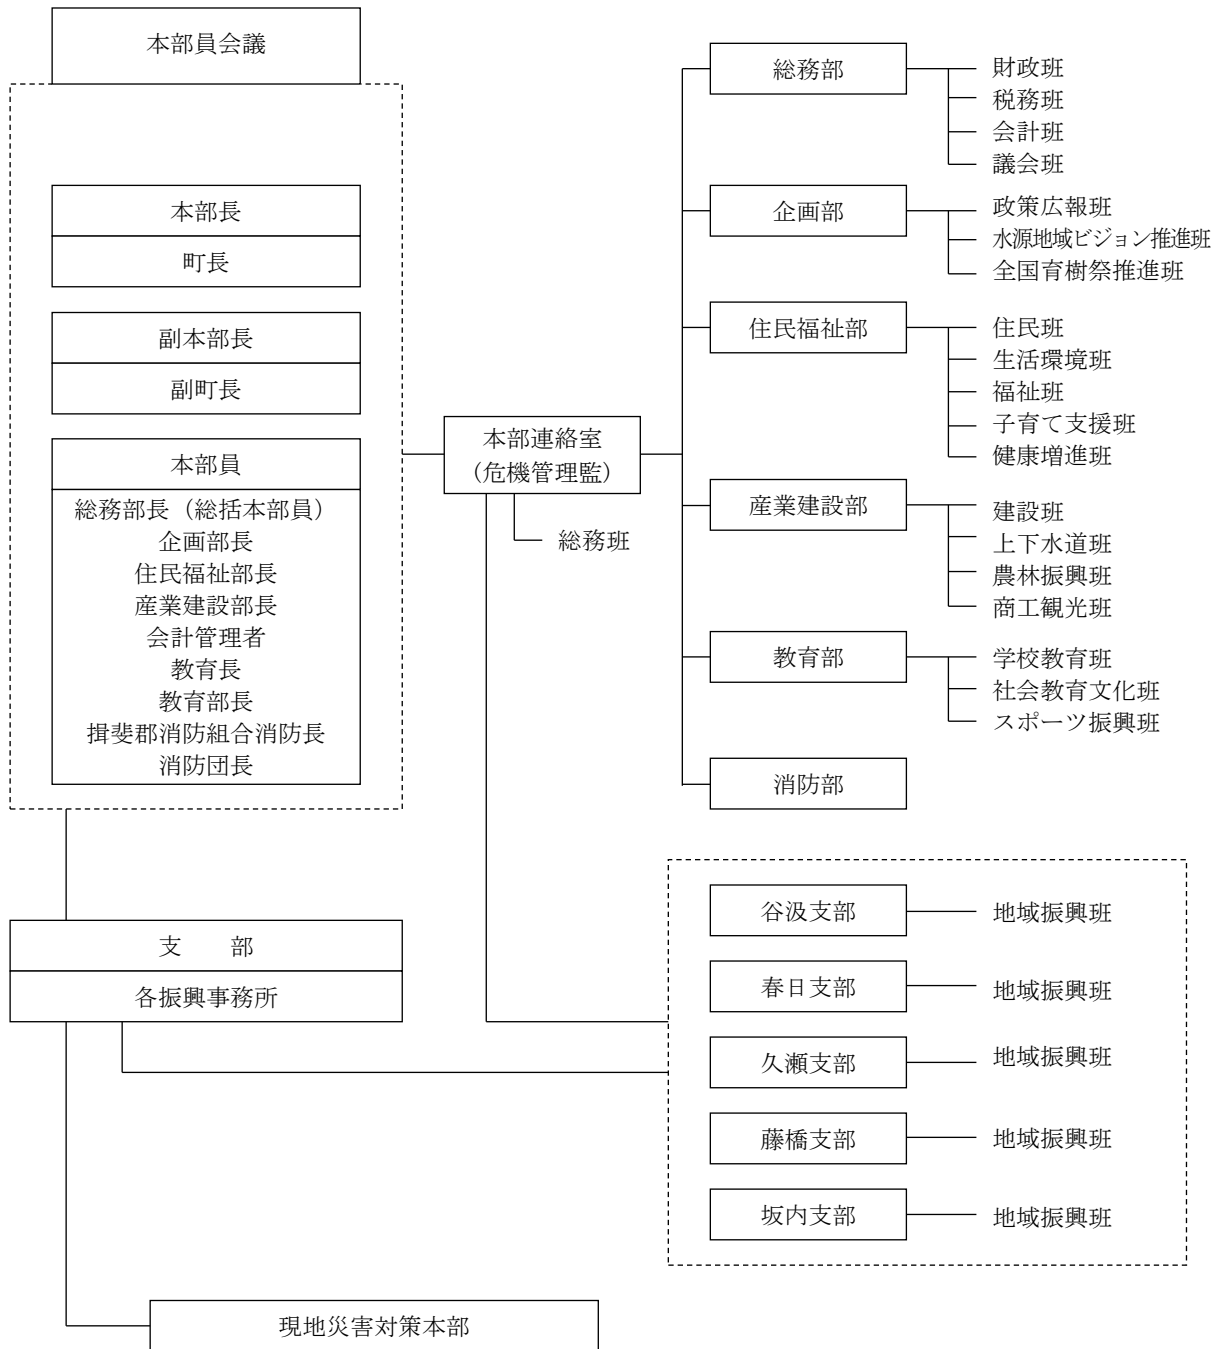 本部員会議
本部長
町長
副本部長
副町長
本部員
総務部長（総括本部員）
企画部長
住民福祉部長
産業建設部長
会計管理者
教育長
教育部長
揖斐郡消防組合消防長
消防団長
支　　部
各振興事務所
現地災害対策本部
本部連絡室
（危機管理監）
総務班
総務部
財政班
税務班
会計班
議会班
企画部
政策広報班
水源地域ビジョン推進班
全国育樹祭推進班
住民福祉部
住民班
生活環境班
福祉班
子育て支援班
健康増進班
産業建設部
建設班
上下水道班
農林振興班
商工観光班
教育部
学校教育班
社会教育文化班
スポーツ振興班
消防部
谷汲支部
地域振興班
春日支部
地域振興班
久瀬支部
地域振興班
藤橋支部
地域振興班
坂内支部
地域振興班